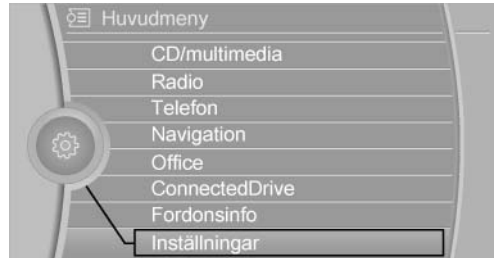 Huvudmeny
CD/multimedia
Radio
Telefon
Navigation
Office
ConnectedDrive
Fordonsinfo
Inställningar